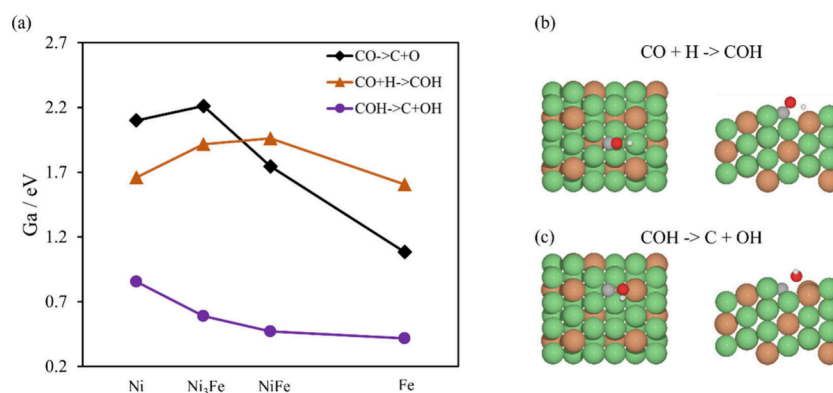 (a)
2.7
2.2
1.7
1.2
0.7
0.2
Ga / eV
CO->C+O
CO+H->COH
COH->C+OH
Ni
Ni₃Fe
NiFe
Fe
(b)
CO + H -> COH
(c)
COH -> C + OH